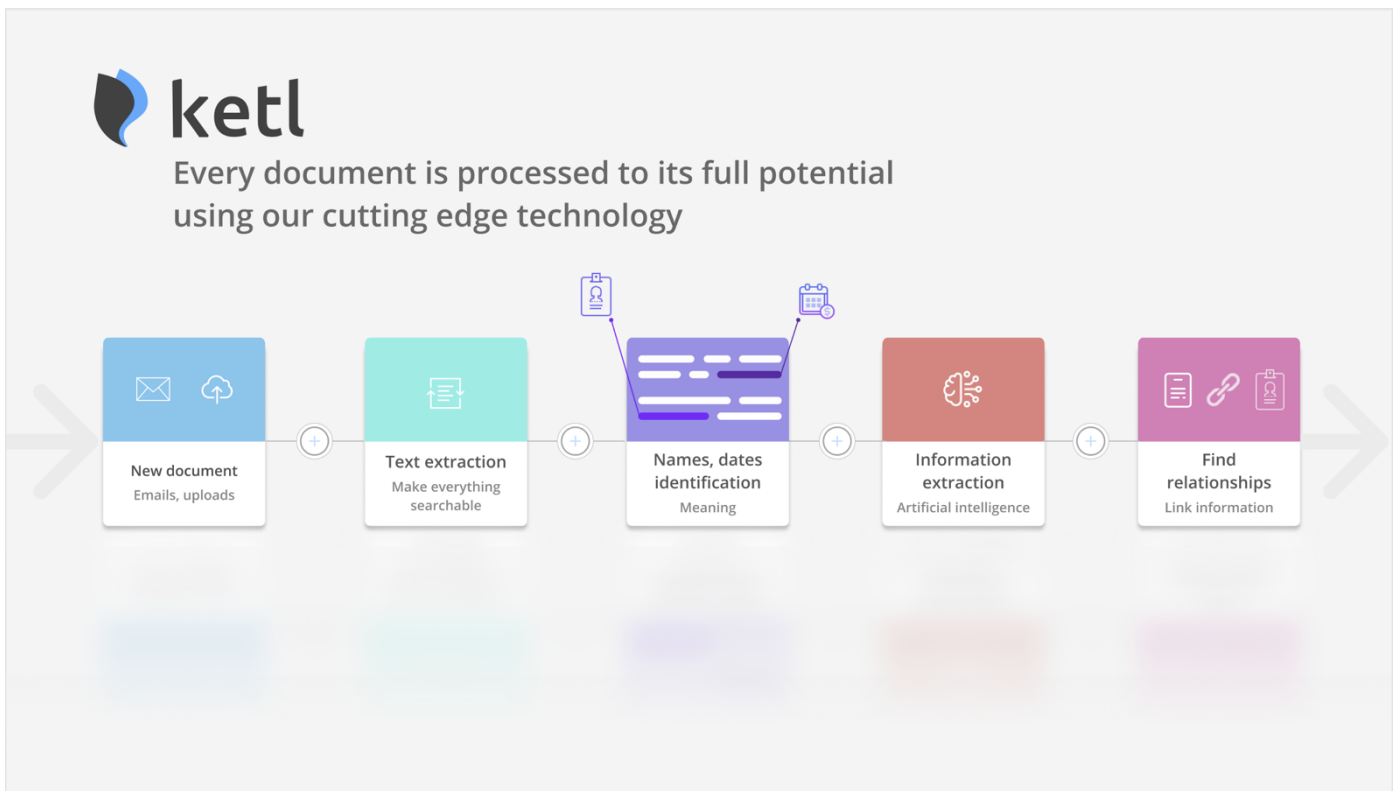 ketl
Every document is processed to its full potential
using our cutting edge technology
New document
Emails, uploads
Text extraction
Make everything
searchable
Names, dates
identification
Meaning
Information
extraction
Artificial intelligence
Find
relationships
Link information